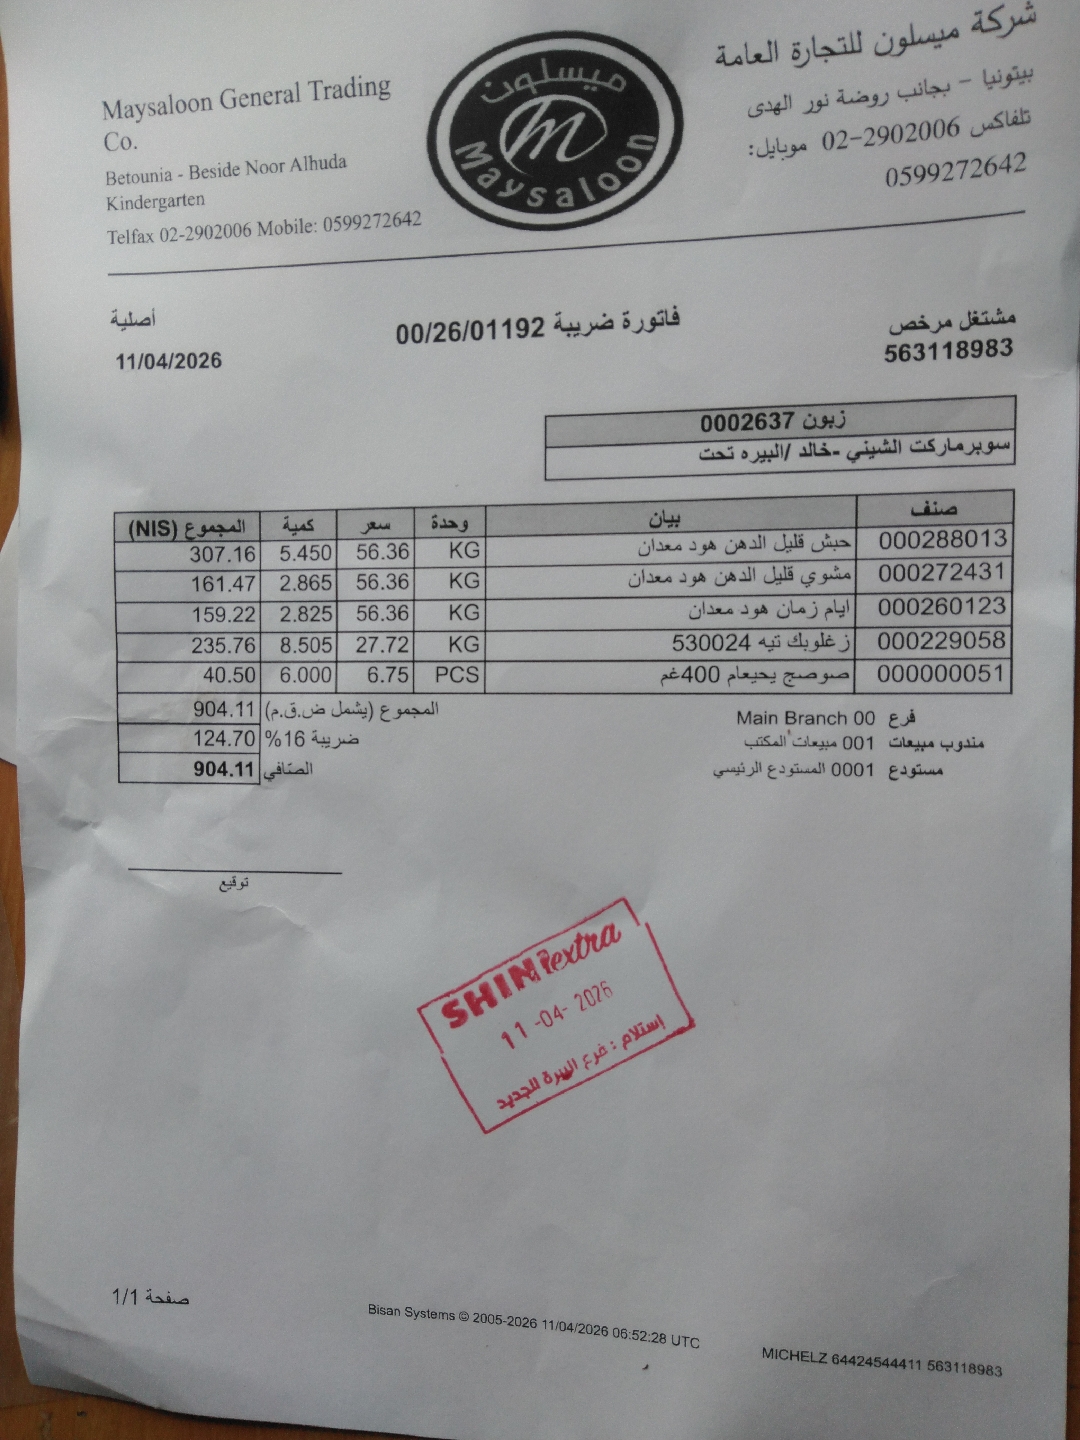 شركة ميسلون للتجارة العامة
بيتونيا - بجانب روضة نور الهدى
تلفاكس 02-2902006 موبايل:
0599272642
ميسلون
Maysaloon
Maysaloon General Trading
Co.
Betounia - Beside Noor Alhuda
Kindergarten
Telfax 02-2902006 Mobile: 0599272642
مشتغل مرخص
563118983
فاتورة ضريبة 00/26/01192
أصلية
11/04/2026
زبون 0002637
سوبرماركت الشيني -خالد /البيره تحت
صنف بيان وحدة سعر كمية المجموع (NIS)
000288013 حبش قليل الدهن هود معدان KG 56.36 5.450 307.16
000272431 مشوي قليل الدهن هود معدان KG 56.36 2.865 161.47
000260123 ايام زمان هود معدان KG 56.36 2.825 159.22
000229058 زغلوبك تيه 530024 KG 27.72 8.505 235.76
000000051 صوصج يحيعام 400غم PCS 6.75 6.000 40.50
المجموع (يشمل ض.ق.م) 904.11
ضريبة 16% 124.70
الصافي 904.11
فرع 00 Main Branch
مندوب مبيعات 001 مبيعات المكتب
مستودع 0001 المستودع الرئيسي
توقيع
SHINI extra
11-04-2026
إستلام : فرع البيرة الجديد
صفحة 1/1
Bisan Systems © 2005-2026 11/04/2026 06:52:28 UTC
MICHELZ 64424544411 563118983